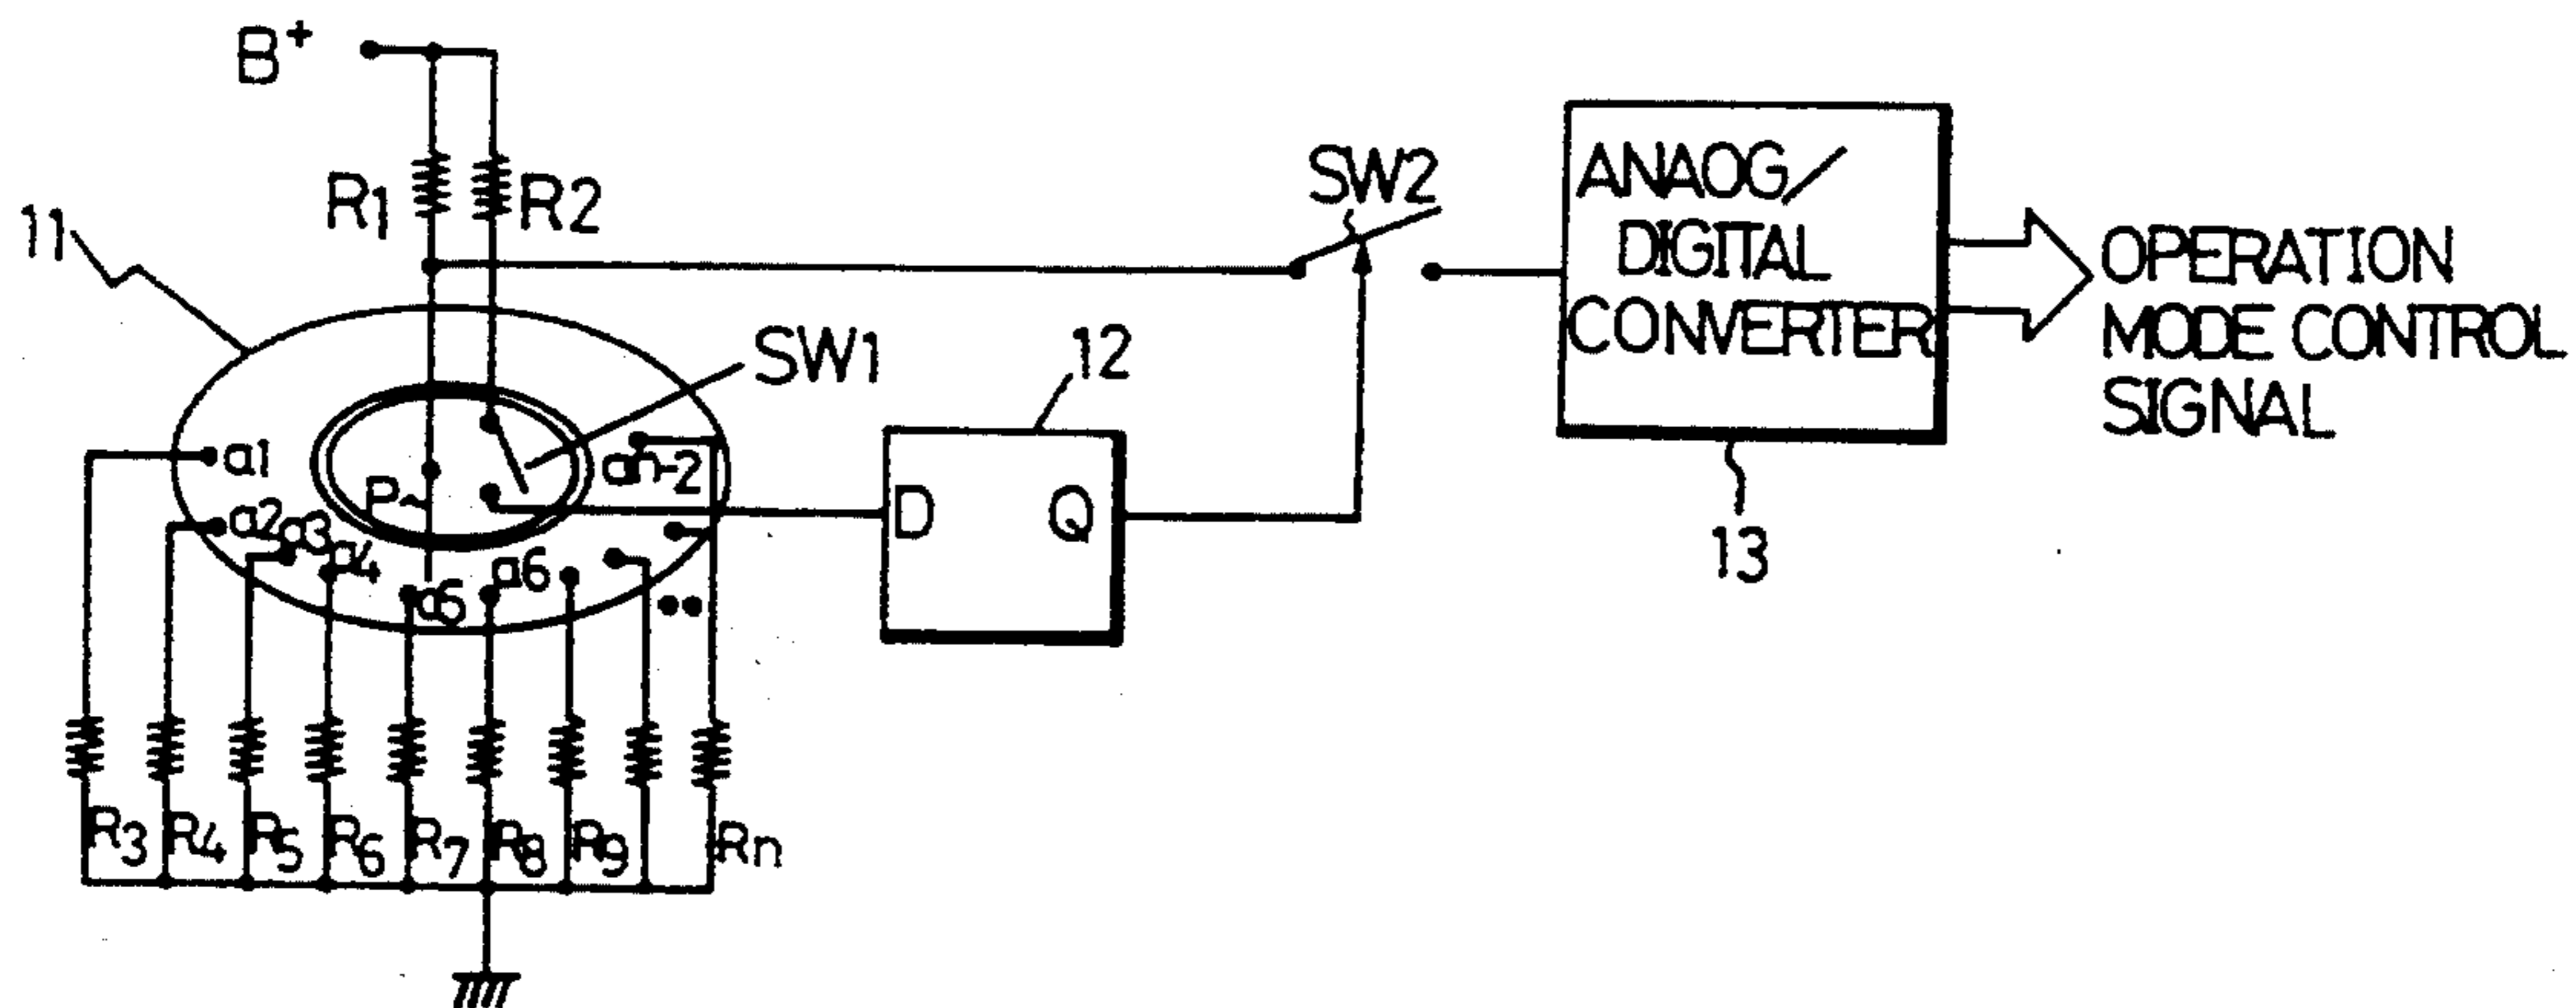 B+
R1
R2
11
SW1
SW2
ANAOG/
DIGITAL
CONVERTER
OPERATION
MODE CONTROL
SIGNAL
12
13
D
Q
P
a1
a2
a3
a4
a5
a6
an-2
R3
R4
R5
R6
R7
R8
R9
Rn